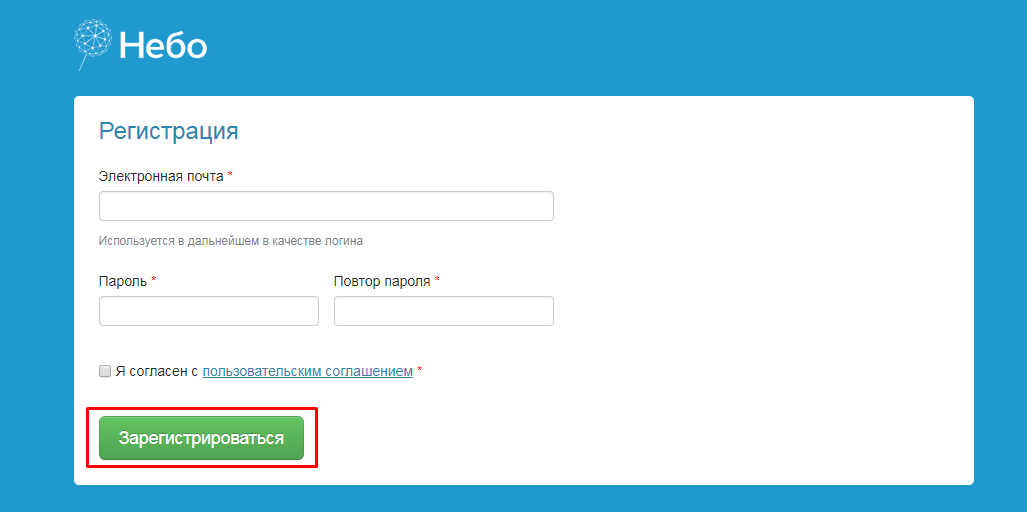 Небо
Регистрация
Электронная почта *
Используется в дальнейшем в качестве логина
Пароль * Повтор пароля *
Я согласен с пользовательским соглашением *
Зарегистрироваться